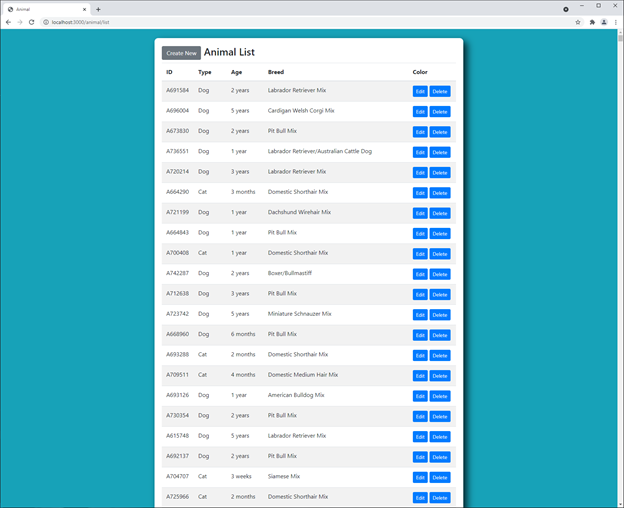 Animal
localhost:3000/animal/list
Create New Animal List
ID Type Age Breed Color
A691584 Dog 2 years Labrador Retriever Mix Edit Delete
A696004 Dog 5 years Cardigan Welsh Corgi Mix Edit Delete
A673830 Dog 2 years Pit Bull Mix Edit Delete
A736551 Dog 1 year Labrador Retriever/Australian Cattle Dog Edit Delete
A720214 Dog 3 years Labrador Retriever Mix Edit Delete
A664290 Cat 3 months Domestic Shorthair Mix Edit Delete
A721199 Dog 1 year Dachshund Wirehair Mix Edit Delete
A664843 Dog 1 year Pit Bull Mix Edit Delete
A700408 Cat 1 year Domestic Shorthair Mix Edit Delete
A742287 Dog 2 years Boxer/Bullmastiff Edit Delete
A712638 Dog 3 years Pit Bull Mix Edit Delete
A723742 Dog 5 years Miniature Schnauzer Mix Edit Delete
A668960 Dog 6 months Pit Bull Mix Edit Delete
A693288 Cat 2 months Domestic Shorthair Mix Edit Delete
A709511 Cat 4 months Domestic Medium Hair Mix Edit Delete
A693126 Dog 1 year American Bulldog Mix Edit Delete
A730354 Dog 2 years Pit Bull Mix Edit Delete
A615748 Dog 5 years Labrador Retriever Mix Edit Delete
A692137 Dog 2 years Pit Bull Mix Edit Delete
A704707 Cat 3 weeks Siamese Mix Edit Delete
A725966 Cat 2 months Domestic Shorthair Mix Edit Delete